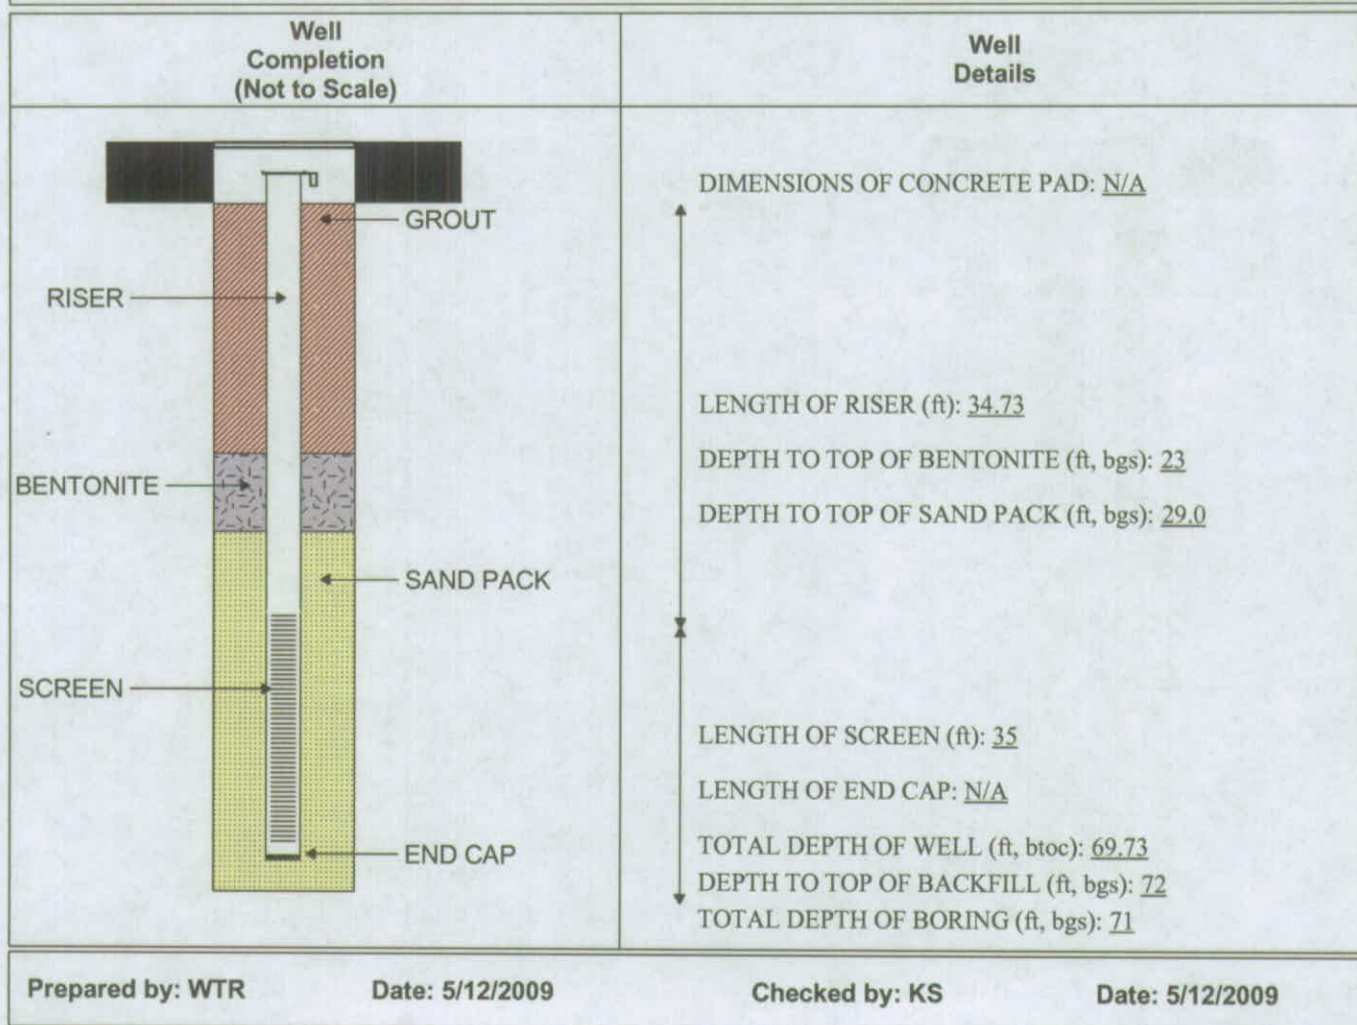 Well
Completion
(Not to Scale)
Well
Details
GROUT
RISER
BENTONITE
SAND PACK
SCREEN
END CAP
DIMENSIONS OF CONCRETE PAD: N/A
LENGTH OF RISER (ft): 34.73
DEPTH TO TOP OF BENTONITE (ft, bgs): 23
DEPTH TO TOP OF SAND PACK (ft, bgs): 29.0
LENGTH OF SCREEN (ft): 35
LENGTH OF END CAP: N/A
TOTAL DEPTH OF WELL (ft, btoc): 69.73
DEPTH TO TOP OF BACKFILL (ft, bgs): 72
TOTAL DEPTH OF BORING (ft, bgs): 71
Prepared by: WTR Date: 5/12/2009 Checked by: KS Date: 5/12/2009